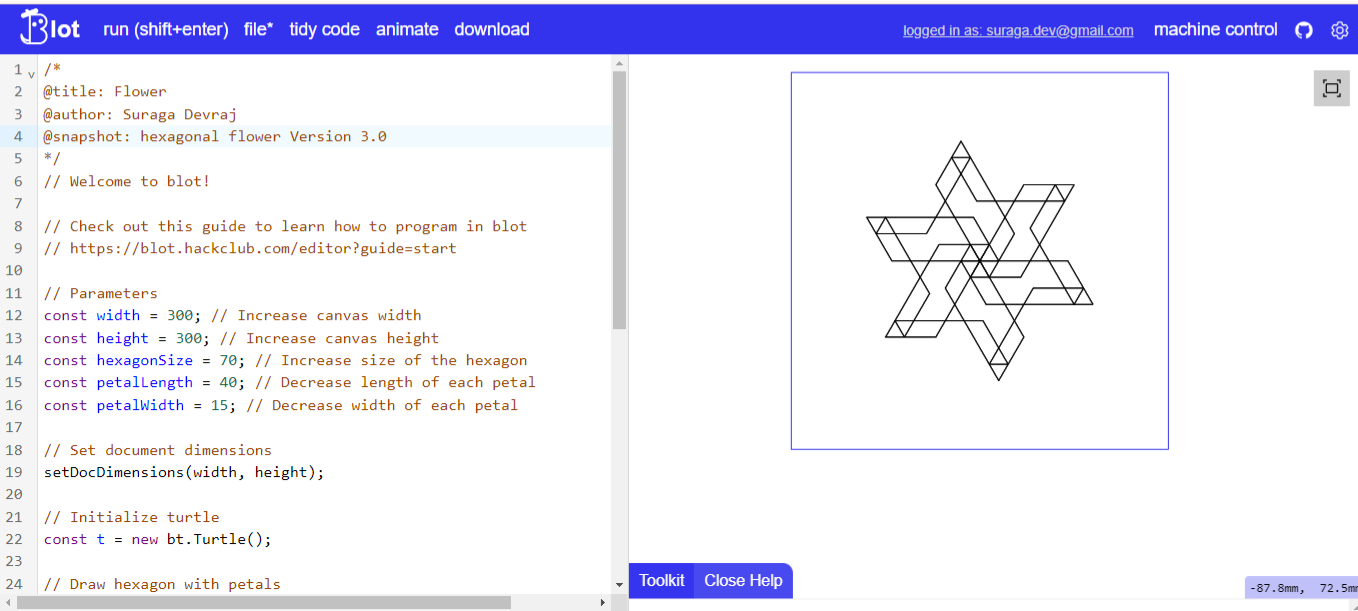 Blot run (shift+enter) file* tidy code animate download logged in as: suraga.dev@gmail.com machine control
1 /*
2 @title: Flower
3 @author: Suraga Devraj
4 @snapshot: hexagonal flower Version 3.0
5 */
6 // Welcome to blot!
7
8 // Check out this guide to learn how to program in blot
9 // https://blot.hackclub.com/editor?guide=start
10
11 // Parameters
12 const width = 300; // Increase canvas width
13 const height = 300; // Increase canvas height
14 const hexagonSize = 70; // Increase size of the hexagon
15 const petalLength = 40; // Decrease length of each petal
16 const petalWidth = 15; // Decrease width of each petal
17
18 // Set document dimensions
19 setDocDimensions(width, height);
20
21 // Initialize turtle
22 const t = new bt.Turtle();
23
24 // Draw hexagon with petals
Toolkit Close Help
-87.8mm, 72.5m